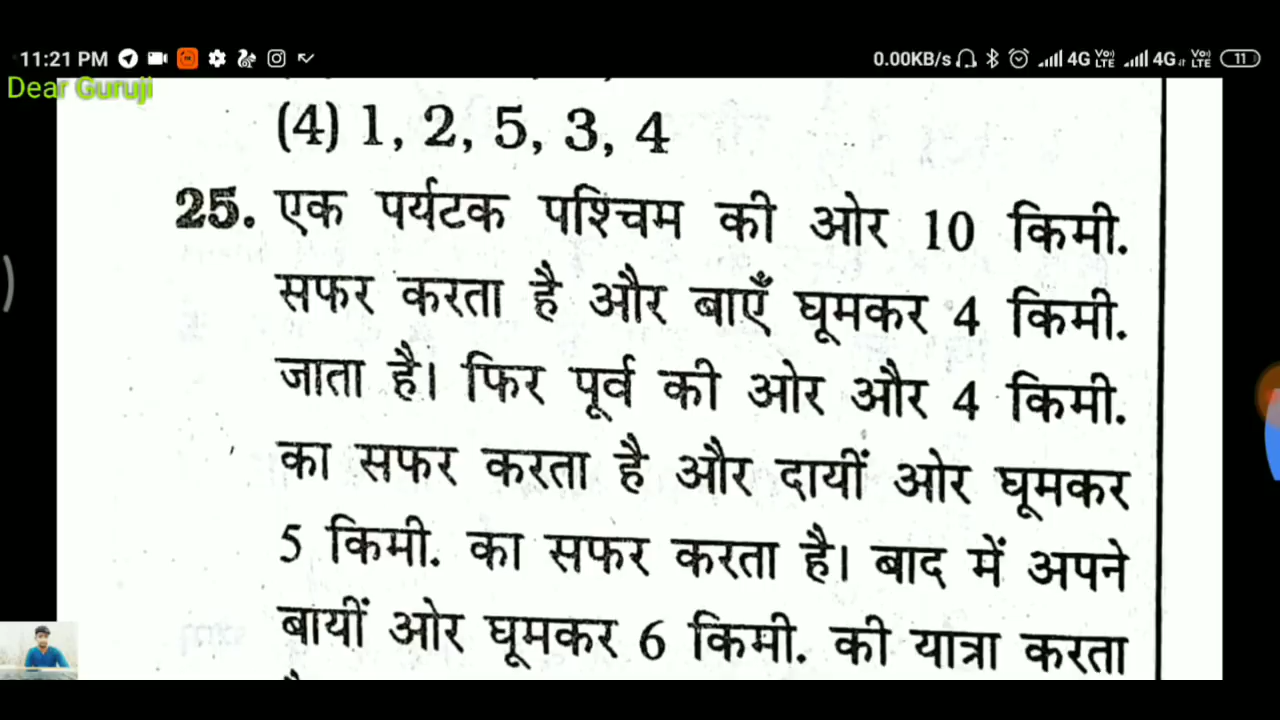 11:21 PM 0.00KB/s 4G VoLTE 4G VoLTE 11
Dear Guruji
(4) 1, 2, 5, 3, 4
25. एक पर्यटक पश्चिम की ओर 10 किमी.
सफर करता है और बाएँ घूमकर 4 किमी.
जाता है। फिर पूर्व की ओर और 4 किमी.
का सफर करता है और दायीं ओर घूमकर
5 किमी. का सफर करता है। बाद में अपने
बायीं ओर घूमकर 6 किमी. की यात्रा करता